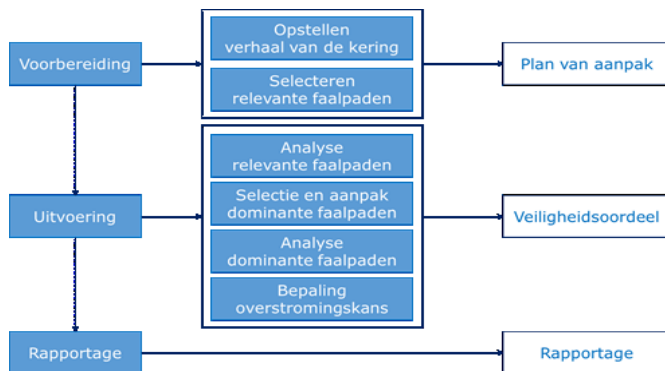 Opstellen
verhaal van de kering
Voorbereiding
Plan van aanpak
Selecteren
relevante faalpaden
Analyse
relevante faalpaden
Selectie en aanpak
dominante faalpaden
Uitvoering
Veiligheidsoordeel
Analyse
dominante faalpaden
Bepaling
overstromingskans
Rapportage
Rapportage